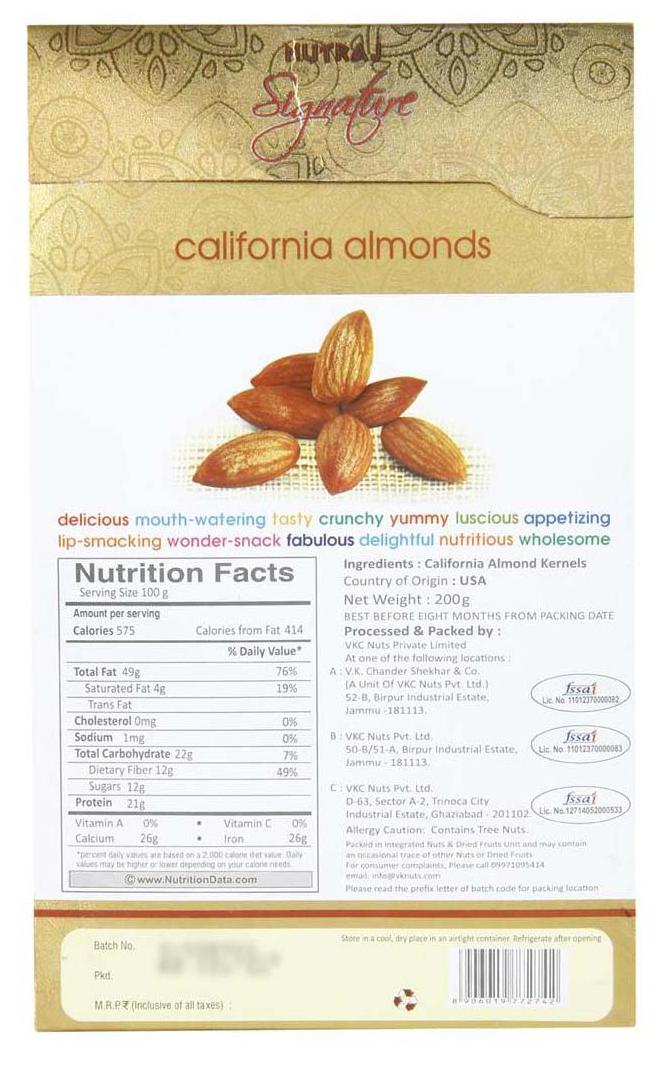 NUTRAJ
Signature
california almonds
delicious mouth-watering tasty crunchy yummy luscious appetizing
lip-smacking wonder-snack fabulous delightful nutritious wholesome
Nutrition Facts
Serving Size 100 g
Amount per serving
Calories 575 Calories from Fat 414
% Daily Value*
Total Fat 49g 76%
Saturated Fat 4g 19%
Trans Fat
Cholesterol 0mg 0%
Sodium 1mg 0%
Total Carbohydrate 22g 7%
Dietary Fiber 12g 49%
Sugars 12g
Protein 21g
Vitamin A 0% • Vitamin C 0%
Calcium 26g • Iron 26g
*percent daily values are based on a 2,000 calorie diet value. Daily
values may be higher or lower depending on your calorie needs.
© www.NutritionData.com
Ingredients : California Almond Kernels
Country of Origin : USA
Net Weight : 200g
BEST BEFORE EIGHT MONTHS FROM PACKING DATE
Processed & Packed by :
VKC Nuts Private Limited
At one of the following locations :
A : V.K. Chander Shekhar & Co.
(A Unit Of VKC Nuts Pvt. Ltd.)
52-B, Birpur Industrial Estate,
Jammu -181113.
fssai
Lic. No. 11012370000082
B : VKC Nuts Pvt. Ltd.
50-B/51-A, Birpur Industrial Estate,
Jammu - 181113.
fssai
Lic. No. 11012370000083
C : VKC Nuts Pvt. Ltd.
D-63, Sector A-2, Trinoca City
Industrial Estate, Ghaziabad - 201102.
fssai
Lic. No.12714052000533
Allergy Caution: Contains Tree Nuts.
Packed in integrated Nuts & Dried Fruits Unit and may contain
an occasional trace of other Nuts or Dried Fruits
For consumer complaints, Please call 09971095414
email: info@vknuts.com
Please read the prefix letter of batch code for packing location
Store in a cool, dry place in an airtight container. Refrigerate after opening
Batch No.
Pkd.
M.R.P.₹ (Inclusive of all taxes) :
8 906019 772742